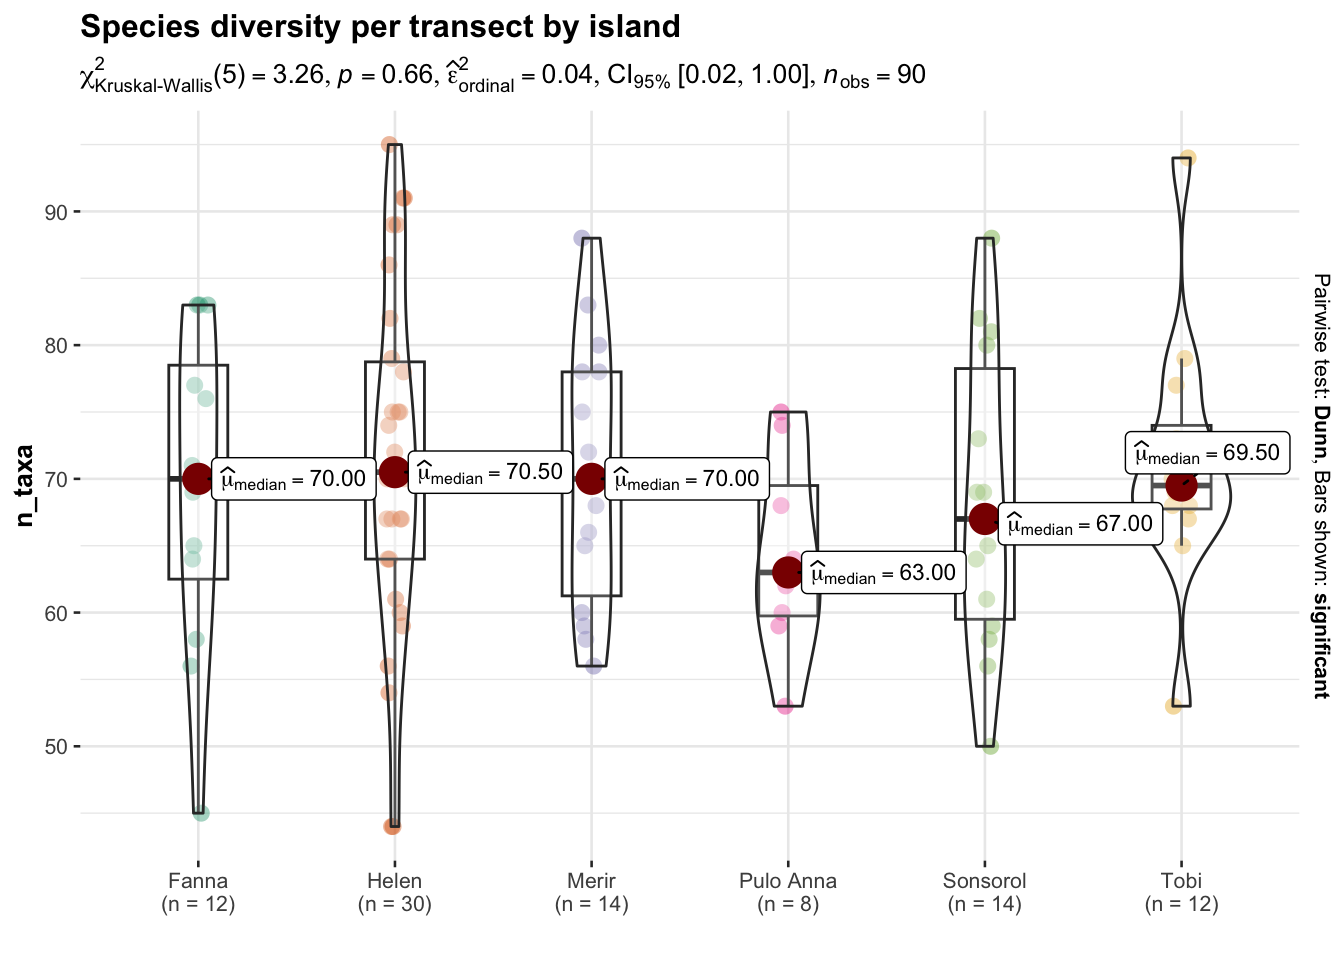 Species diversity per transect by island
χ²Kruskal-Wallis(5) = 3.26, p = 0.66, ε̂²ordinal = 0.04, CI95% [0.02, 1.00], nobs = 90
n_taxa
90
80
70
60
50
μ̂median = 70.00
μ̂median = 70.50
μ̂median = 70.00
μ̂median = 63.00
μ̂median = 67.00
μ̂median = 69.50
Fanna
(n = 12)
Helen
(n = 30)
Merir
(n = 14)
Pulo Anna
(n = 8)
Sonsorol
(n = 14)
Tobi
(n = 12)
Pairwise test: Dunn, Bars shown: significant